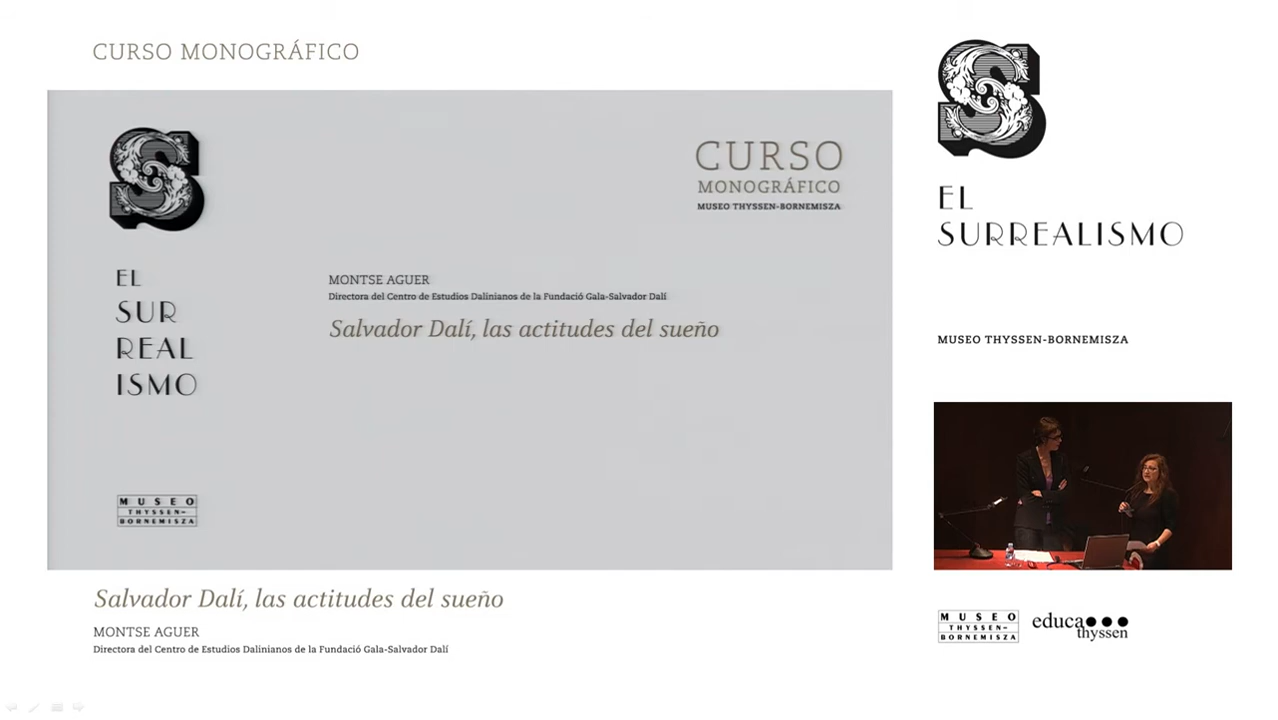 CURSO MONOGRÁFICO
CURSO
MONOGRÁFICO
MUSEO THYSSEN-BORNEMISZA
EL
SUR
REAL
ISMO
MONTSE AGUER
Directora del Centro de Estudios Dalinianos de la Fundació Gala-Salvador Dalí
Salvador Dalí, las actitudes del sueño
MUSEO
THYSSEN-
BORNEMISZA
Salvador Dalí, las actitudes del sueño
MONTSE AGUER
Directora del Centro de Estudios Dalinianos de la Fundació Gala-Salvador Dalí
EL
SURREALISMO
MUSEO THYSSEN-BORNEMISZA
MUSEO
THYSSEN-
BORNEMISZA
educa
thyssen